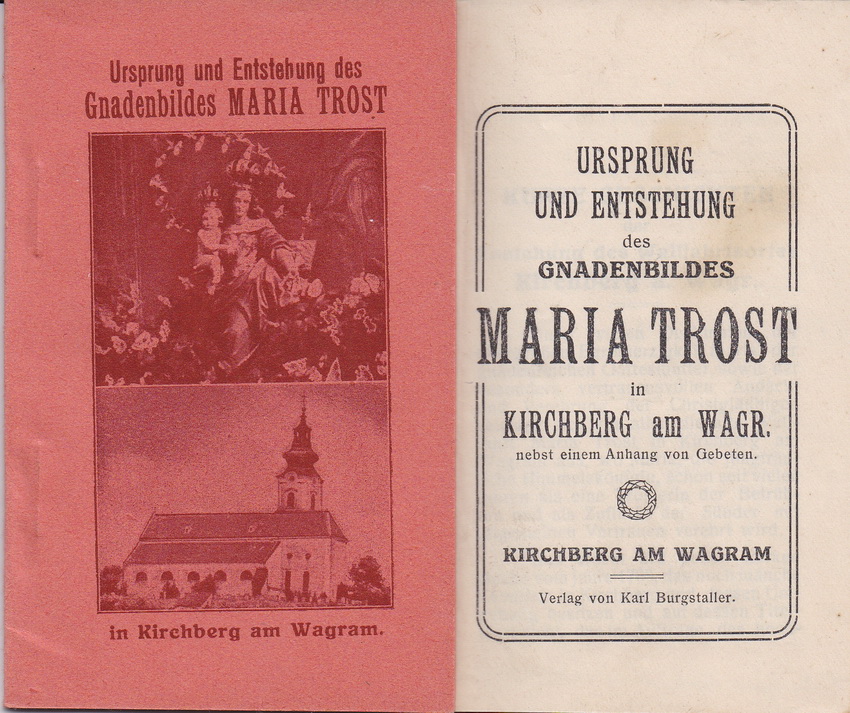 Ursprung und Entstehung des
Gnadenbildes MARIA TROST
in Kirchberg am Wagram.
URSPRUNG
UND ENTSTEHUNG
des
GNADENBILDES
MARIA TROST
in
KIRCHBERG am WAGR.
nebst einem Anhang von Gebeten.
KIRCHBERG AM WAGRAM
Verlag von Karl Burgstaller.